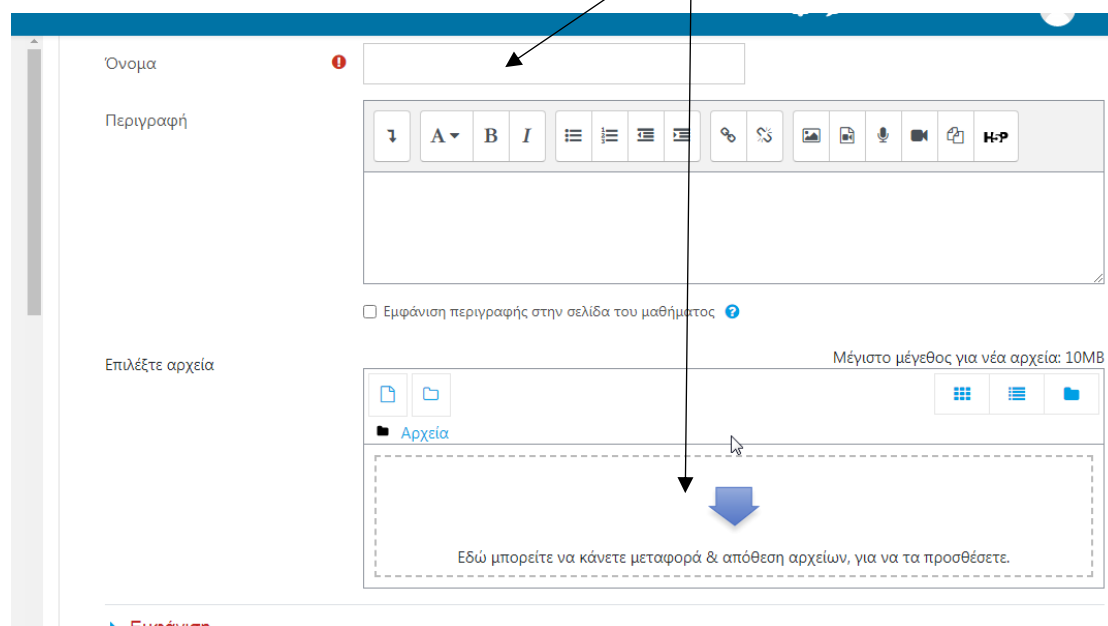 Όνομα
Περιγραφή
A B I H-P
Εμφάνιση περιγραφής στην σελίδα του μαθήματος
Επιλέξτε αρχεία
Μέγιστο μέγεθος για νέα αρχεία: 10MB
Αρχεία
Εδώ μπορείτε να κάνετε μεταφορά & απόθεση αρχείων, για να τα προσθέσετε.
Εμφάνιση